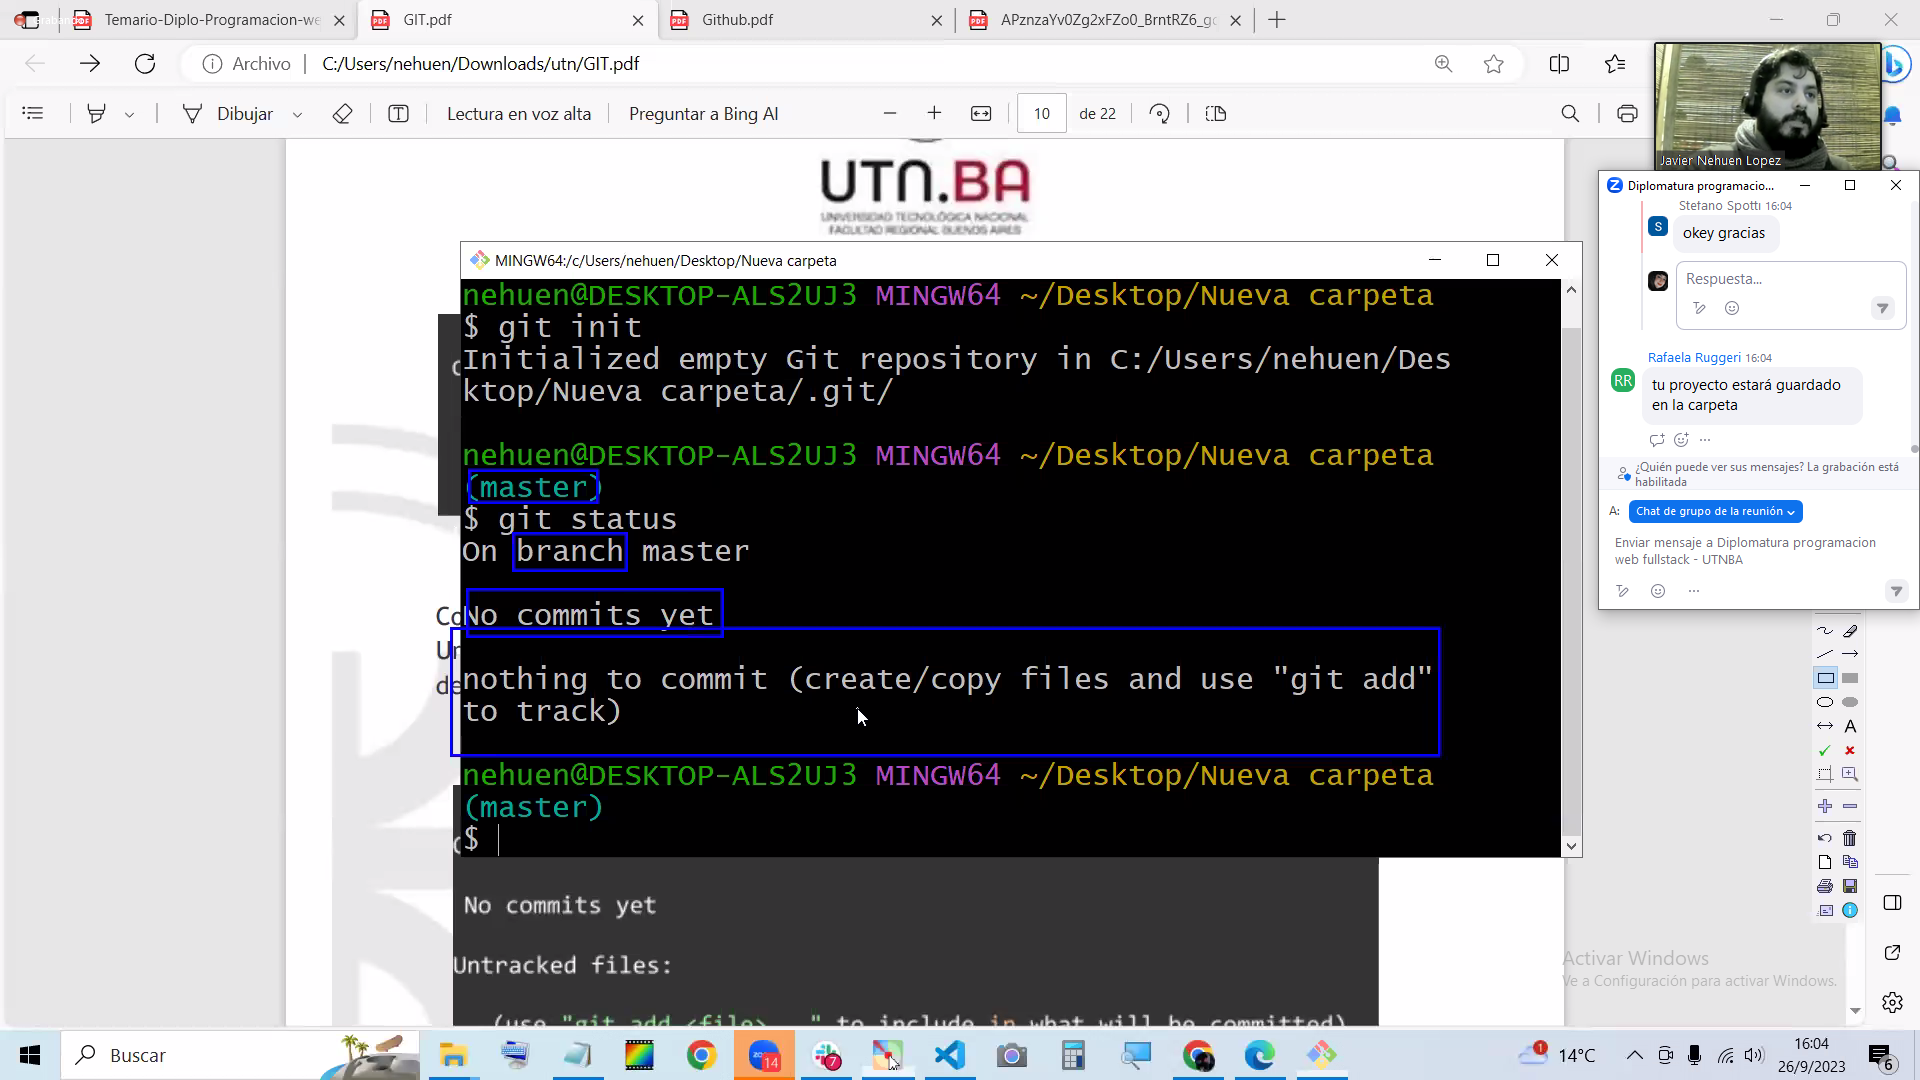 Temario-Diplo-Programacion-we
GIT.pdf
Github.pdf
APznzaYv0Zg2xFZo0_BrntRZ6_gc
Archivo
C:/Users/nehuen/Downloads/utn/GIT.pdf
Dibujar
Lectura en voz alta
Preguntar a Bing AI
10
de 22
UTN.BA
UNIVERSIDAD TECNOLÓGICA NACIONAL
FACULTAD REGIONAL BUENOS AIRES
Javier Nehuen Lopez
MINGW64:/c/Users/nehuen/Desktop/Nueva carpeta
nehuen@DESKTOP-ALS2UJ3 MINGW64 ~/Desktop/Nueva carpeta
$ git init
Initialized empty Git repository in C:/Users/nehuen/Des
ktop/Nueva carpeta/.git/
nehuen@DESKTOP-ALS2UJ3 MINGW64 ~/Desktop/Nueva carpeta
(master)
$ git status
On branch master
No commits yet
nothing to commit (create/copy files and use "git add"
to track)
nehuen@DESKTOP-ALS2UJ3 MINGW64 ~/Desktop/Nueva carpeta
(master)
$
No commits yet
Untracked files:
(use "git add <file>..." to include in what will be committed)
Diplomatura programacio...
Stefano Spotti 16:04
S
okey gracias
Respuesta...
Rafaela Ruggeri 16:04
RR
tu proyecto estará guardado
en la carpeta
¿Quién puede ver sus mensajes? La grabación está
habilitada
A: Chat de grupo de la reunión
Enviar mensaje a Diplomatura programacion
web fullstack - UTNBA
Activar Windows
Ve a Configuración para activar Windows.
Buscar
14
7
1
14°C
16:04
26/9/2023
6